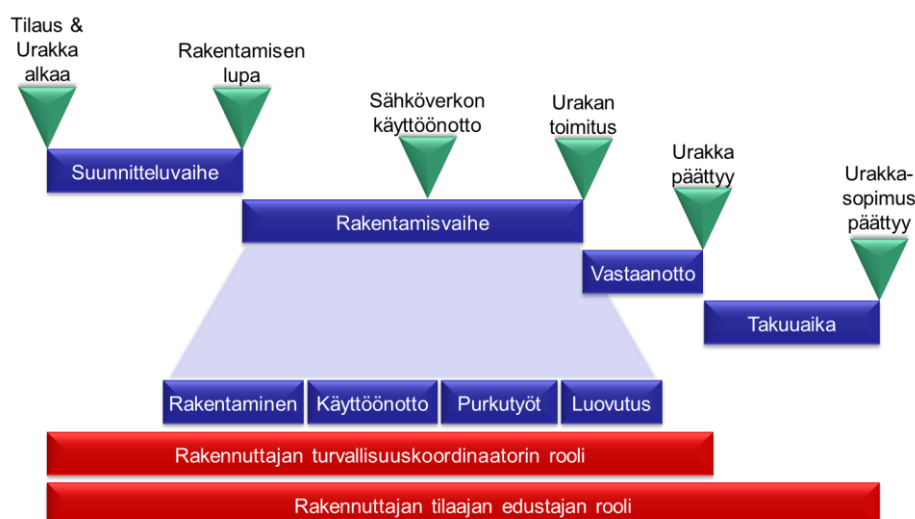 Tilaus &
Urakka
alkaa
Rakentamisen
lupa
Sähköverkon
käyttöönotto
Urakan
toimitus
Urakka
päättyy
Urakka-
sopimus
päättyy
Suunnitteluvaihe
Rakentamisvaihe
Vastaanotto
Takuuaika
Rakentaminen
Käyttöönotto
Purkutyöt
Luovutus
Rakennuttajan turvallisuuskoordinaatorin rooli
Rakennuttajan tilaajan edustajan rooli